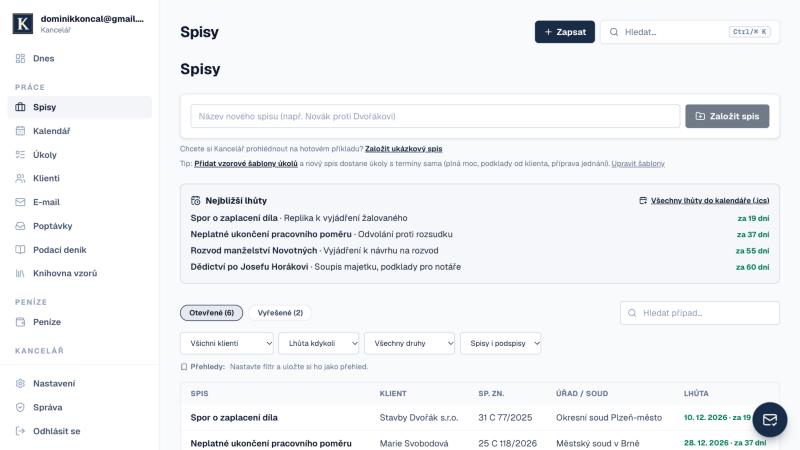 K
dominikkoncal@gmail....
Kancelář
Dnes
PRÁCE
Spisy
Kalendář
Úkoly
Klienti
E-mail
Poptávky
Podací deník
Knihovna vzorů
PENÍZE
Peníze
KANCELÁŘ
Nastavení
Správa
Odhlásit se
Spisy
+ Zapsat
Hledat…
Ctrl/⌘ K
Spisy
Název nového spisu (např. Novák proti Dvořákovi)
Založit spis
Chcete si Kancelář prohlédnout na hotovém příkladu? Založit ukázkový spis
Tip: Přidat vzorové šablony úkolů a nový spis dostane úkoly s termíny sama (plná moc, podklady od klienta, příprava jednání). Upravit šablony
Nejbližší lhůty
Všechny lhůty do kalendáře (.ics)
Spor o zaplacení díla · Replika k vyjádření žalovaného za 19 dní
Neplatné ukončení pracovního poměru · Odvolání proti rozsudku za 37 dní
Rozvod manželství Novotných · Vyjádření k návrhu na rozvod za 55 dní
Dědictví po Josefu Horákovi · Soupis majetku, podklady pro notáře za 60 dní
Otevřené (6)
Vyřešené (2)
Hledat případ…
Všichni klienti
Lhůta kdykoli
Všechny druhy
Spisy i podspisy
Přehledy: Nastavte filtr a uložte si ho jako přehled.
SPIS KLIENT SP. ZN. ÚŘAD / SOUD LHŮTA
Spor o zaplacení díla Stavby Dvořák s.r.o. 31 C 77/2025 Okresní soud Plzeň-město 10. 12. 2026 · za 19
Neplatné ukončení pracovního poměru Marie Svobodová 25 C 118/2026 Městský soud v Brně 28. 12. 2026 · za 37 dní